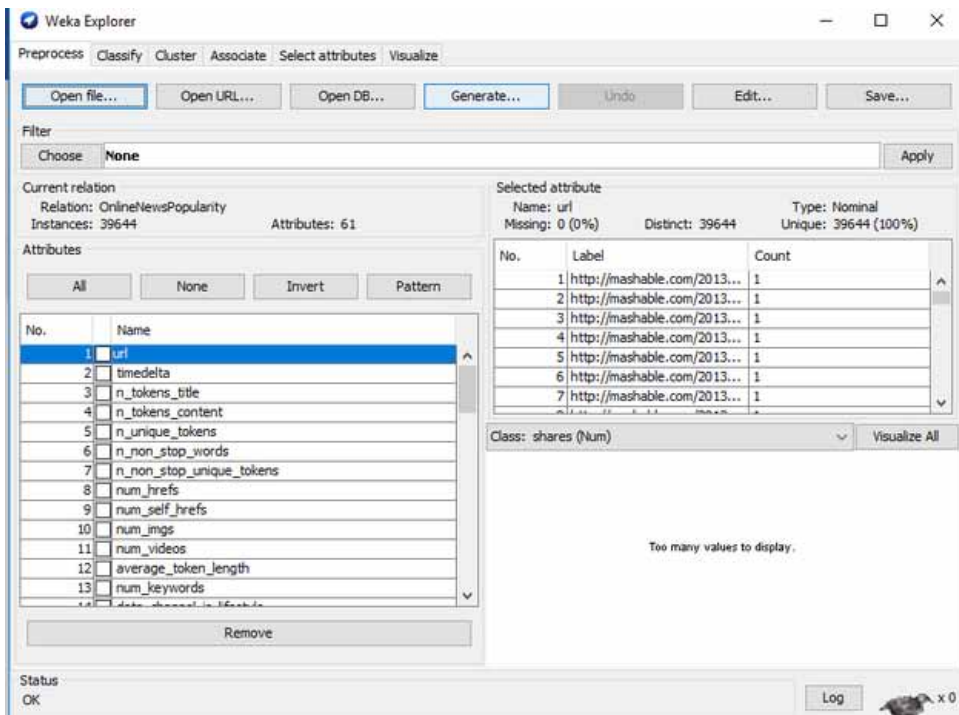 Weka Explorer
Preprocess Classify Cluster Associate Select attributes Visualize
Open file... Open URL... Open DB... Generate... Undo Edit... Save...
Filter
Choose None Apply
Current relation
Relation: OnlineNewsPopularity
Instances: 39644 Attributes: 61
Selected attribute
Name: url Type: Nominal
Missing: 0 (0%) Distinct: 39644 Unique: 39644 (100%)
Attributes
All None Invert Pattern
No. Name
1 url
2 timedelta
3 n_tokens_title
4 n_tokens_content
5 n_unique_tokens
6 n_non_stop_words
7 n_non_stop_unique_tokens
8 num_hrefs
9 num_self_hrefs
10 num_imgs
11 num_videos
12 average_token_length
13 num_keywords
Remove
No. Label Count
1 http://mashable.com/2013... 1
2 http://mashable.com/2013... 1
3 http://mashable.com/2013... 1
4 http://mashable.com/2013... 1
5 http://mashable.com/2013... 1
6 http://mashable.com/2013... 1
7 http://mashable.com/2013... 1
Class: shares (Num) Visualize All
Too many values to display.
Status
OK Log x 0